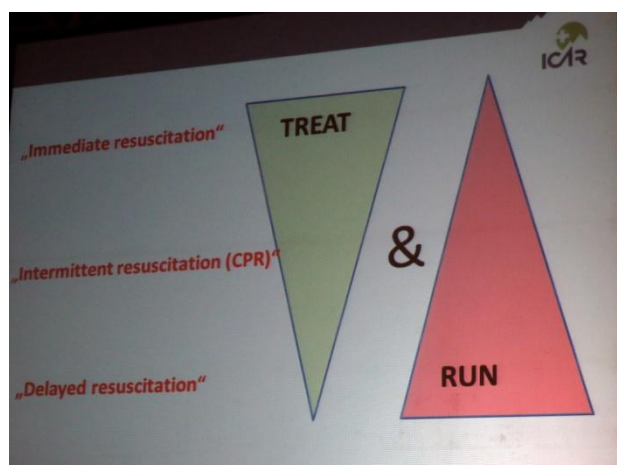 ICAR
„Immediate resuscitation“
TREAT
„Intermittent resuscitation (CPR)“
&
„Delayed resuscitation“
RUN